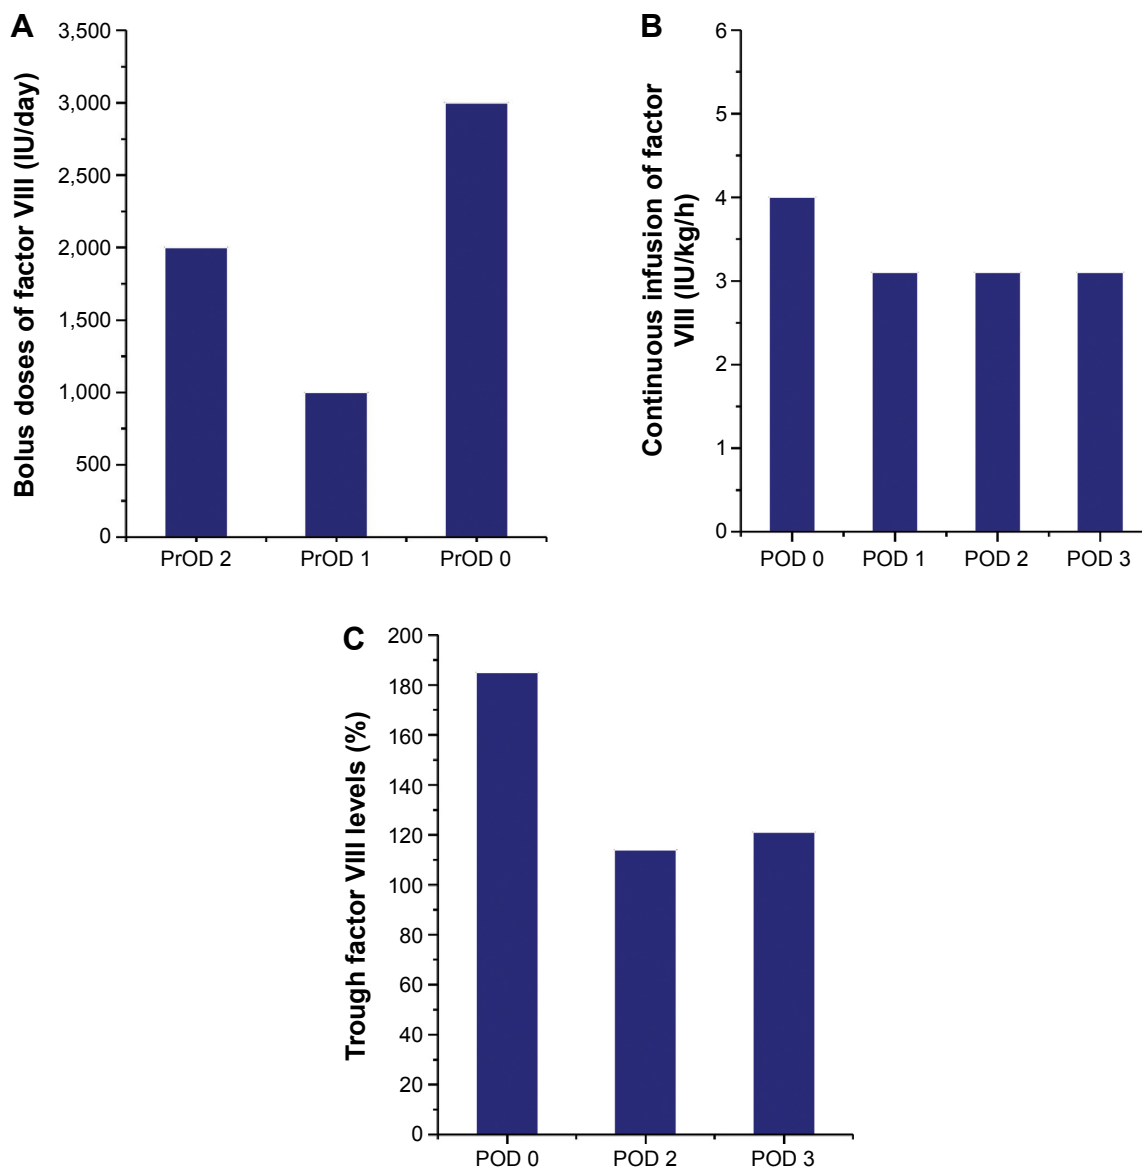 A
Bolus doses of factor VIII (IU/day)
3,500
3,000
2,500
2,000
1,500
1,000
500
0
PrOD 2
PrOD 1
PrOD 0
B
Continuous infusion of factor
VIII (IU/kg/h)
6
5
4
3
2
1
0
POD 0
POD 1
POD 2
POD 3
C
Trough factor VIII levels (%)
200
180
160
140
120
100
80
60
40
20
0
POD 0
POD 2
POD 3